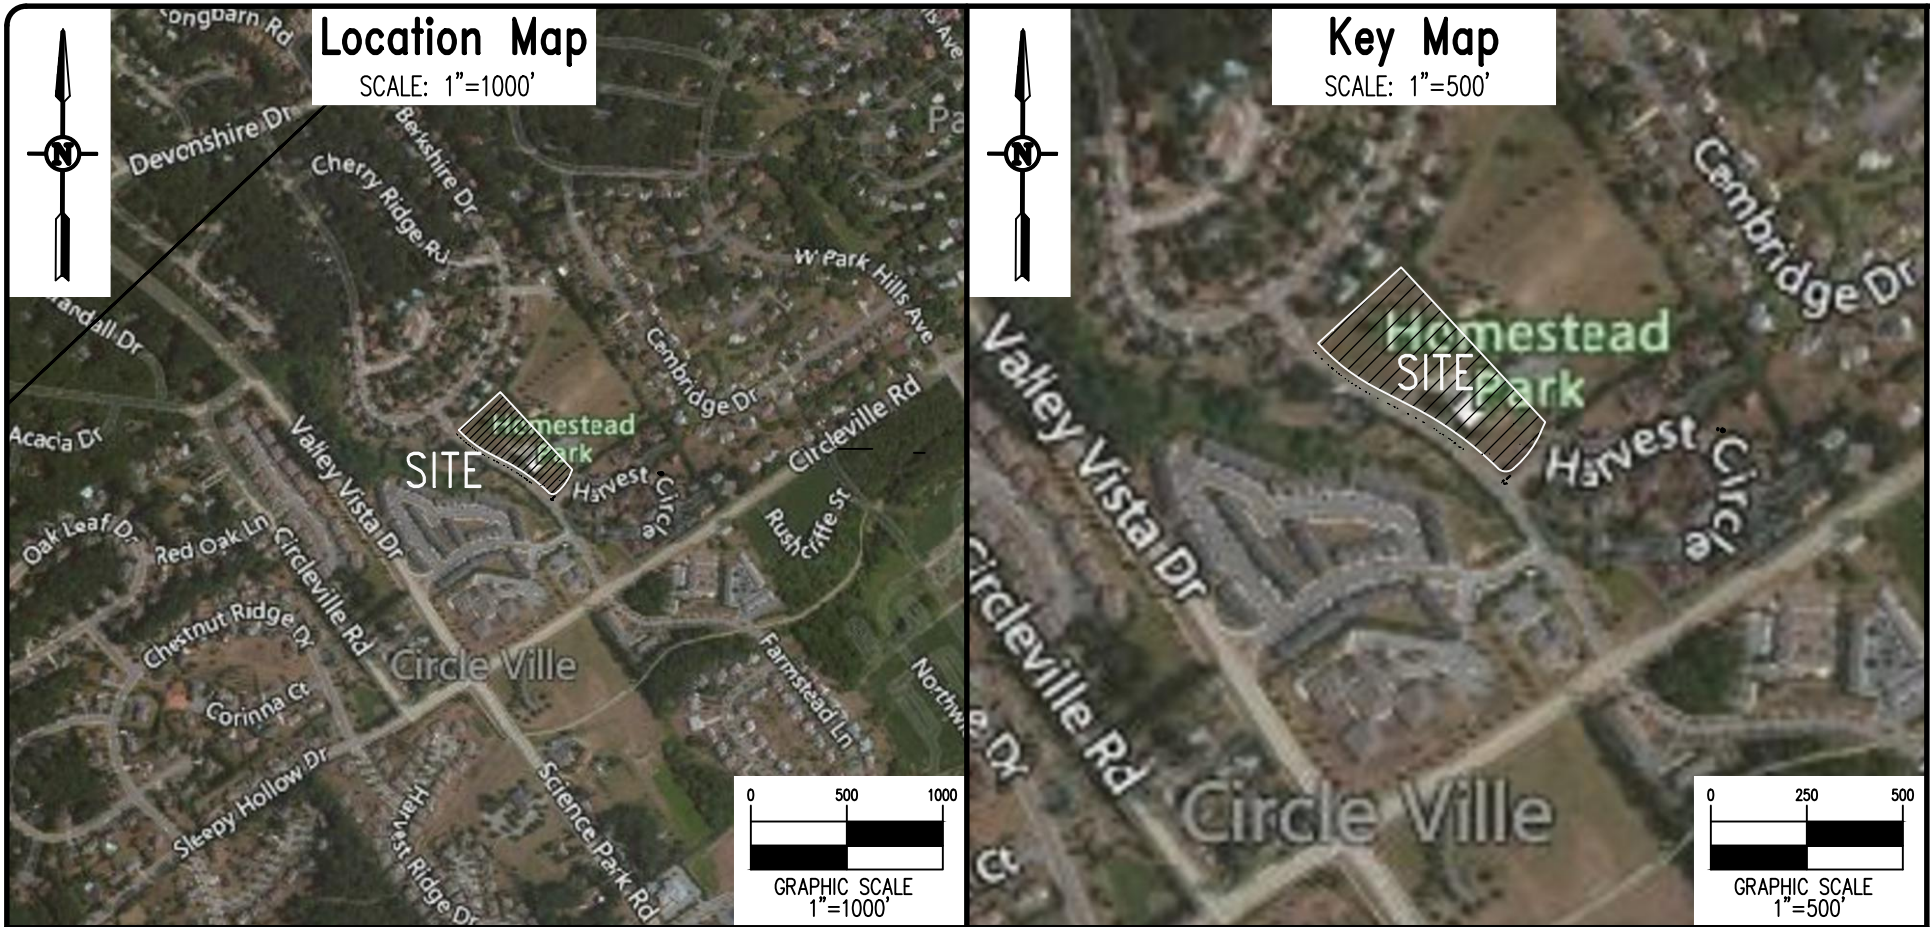 Longbarn Rd
Location Map
SCALE: 1"=1000'
N
Devonshire Dr
Berkshire Dr
Cherry Ridge Rd
W Park Hills Ave
Cambridge Dr
Acacia Dr
Valley Vista Dr
Homestead
Park
SITE
Harvest Circle
Circleville Rd
Oak Leaf Dr
Red Oak Ln
Circleville Rd
Chestnut Ridge Dr
Circle Ville
Farmstead Ln
Corinna Ct
Sleepy Hollow Dr
Harvest Ridge Dr
Science Park Rd
0 500 1000
GRAPHIC SCALE
1"=1000'
Key Map
SCALE: 1"=500'
N
Cambridge Dr
Valley Vista Dr
Homestead
SITE
Park
Harvest Circle
Circleville Rd
e Dr
Circle Ville
Ct
0 250 500
GRAPHIC SCALE
1"=500'